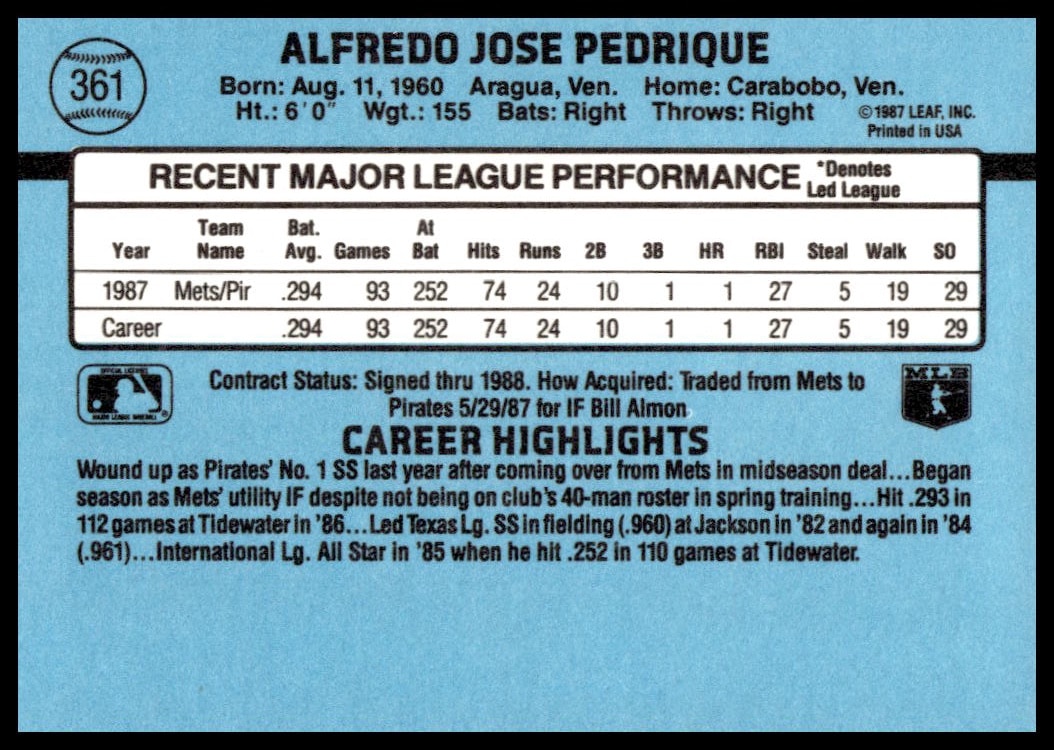 361
ALFREDO JOSE PEDRIQUE
Born: Aug. 11, 1960 Aragua, Ven. Home: Carabobo, Ven.
Ht.: 6'0" Wgt.: 155 Bats: Right Throws: Right
©1987 LEAF, INC.
Printed in USA
RECENT MAJOR LEAGUE PERFORMANCE *Denotes
Led League
Year Team Name Bat. Avg. Games At Bat Hits Runs 2B 3B HR RBI Steal Walk SO
1987 Mets/Pir .294 93 252 74 24 10 1 1 27 5 19 29
Career .294 93 252 74 24 10 1 1 27 5 19 29
OFFICIAL LICENSEE
MAJOR LEAGUE BASEBALL
Contract Status: Signed thru 1988. How Acquired: Traded from Mets to
Pirates 5/29/87 for IF Bill Almon
MLB
CAREER HIGHLIGHTS
Wound up as Pirates' No. 1 SS last year after coming over from Mets in midseason deal...Began
season as Mets' utility IF despite not being on club's 40-man roster in spring training...Hit .293 in
112 games at Tidewater in '86...Led Texas Lg. SS in fielding (.960) at Jackson in '82 and again in '84
(.961)...International Lg. All Star in '85 when he hit .252 in 110 games at Tidewater.